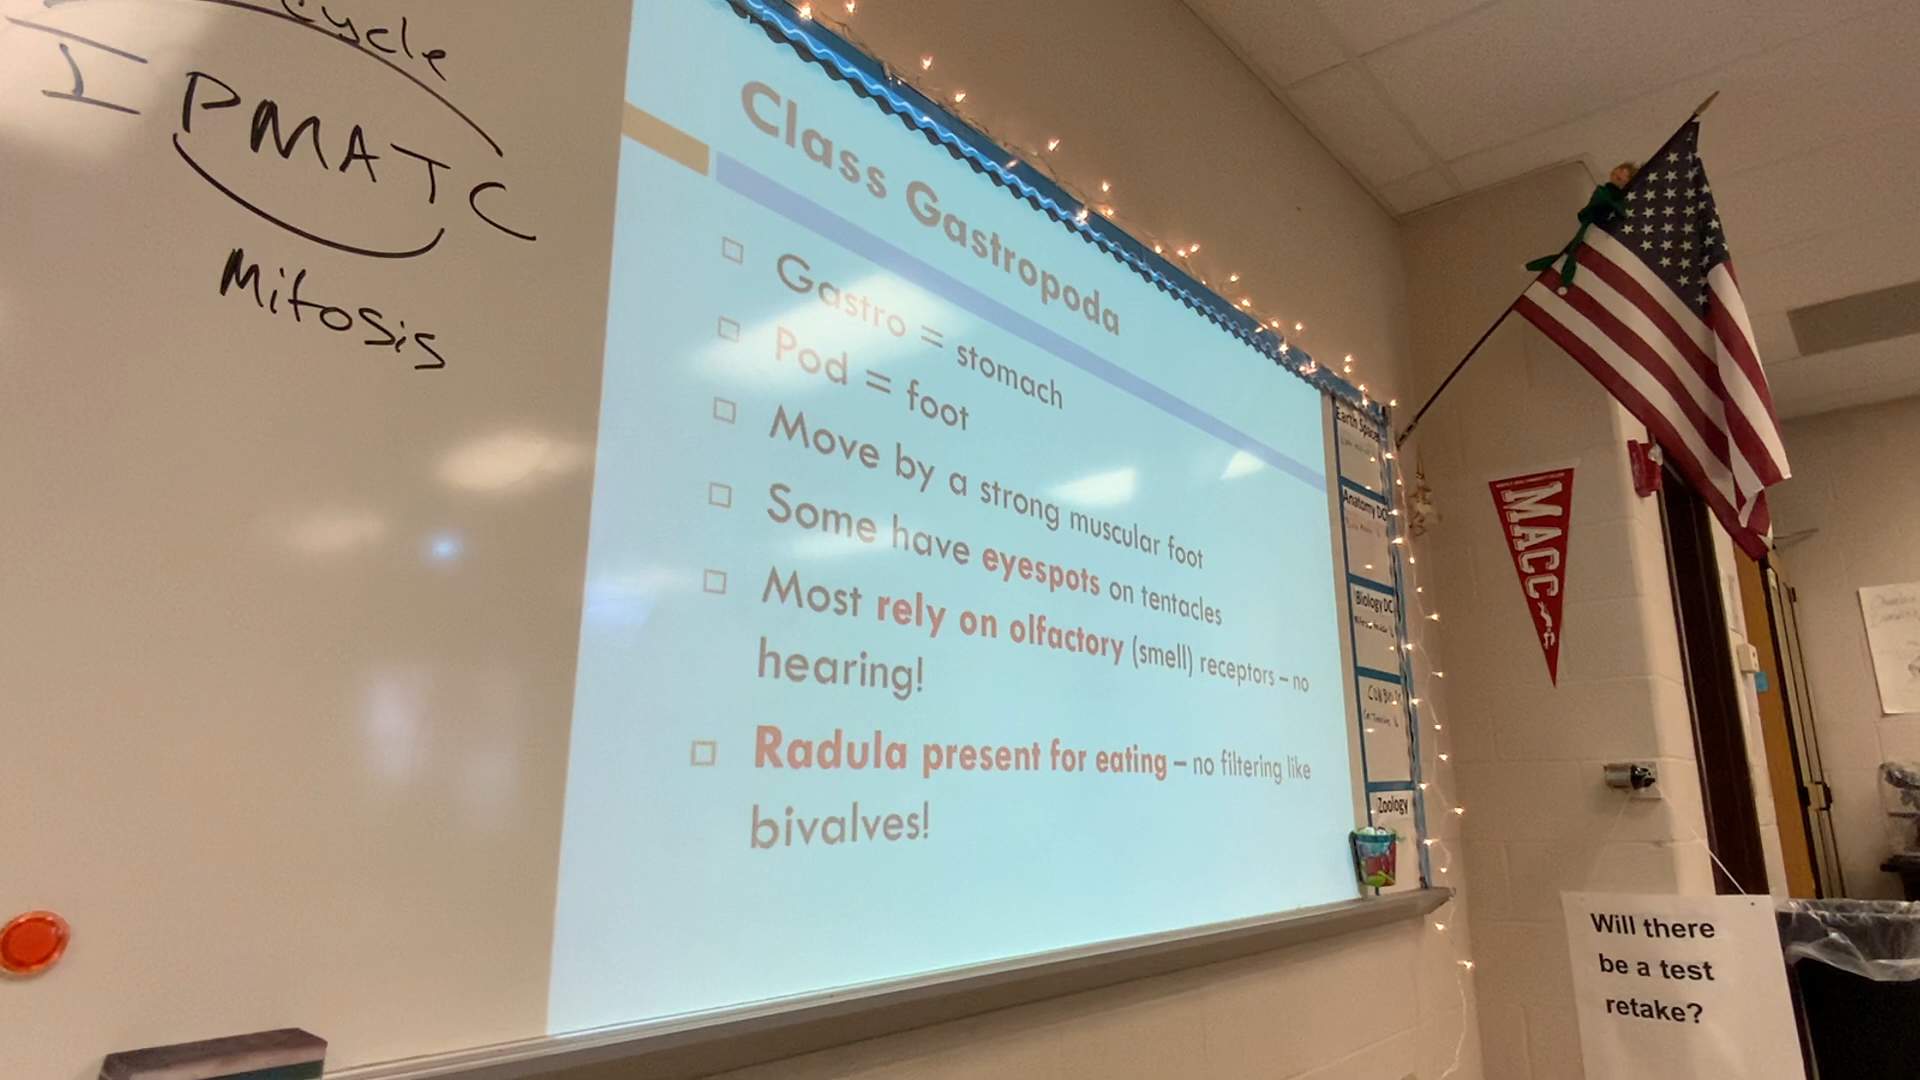 cycle
I PMATC
Mitosis
Class Gastropoda
Gastro = stomach
Pod = foot
Move by a strong muscular foot
Some have eyespots on tentacles
Most rely on olfactory (smell) receptors – no
hearing!
Radula present for eating – no filtering like
bivalves!
Earth Space
Anatomy DC
Biology DC
Zoology
MACC
Will there
be a test
retake?